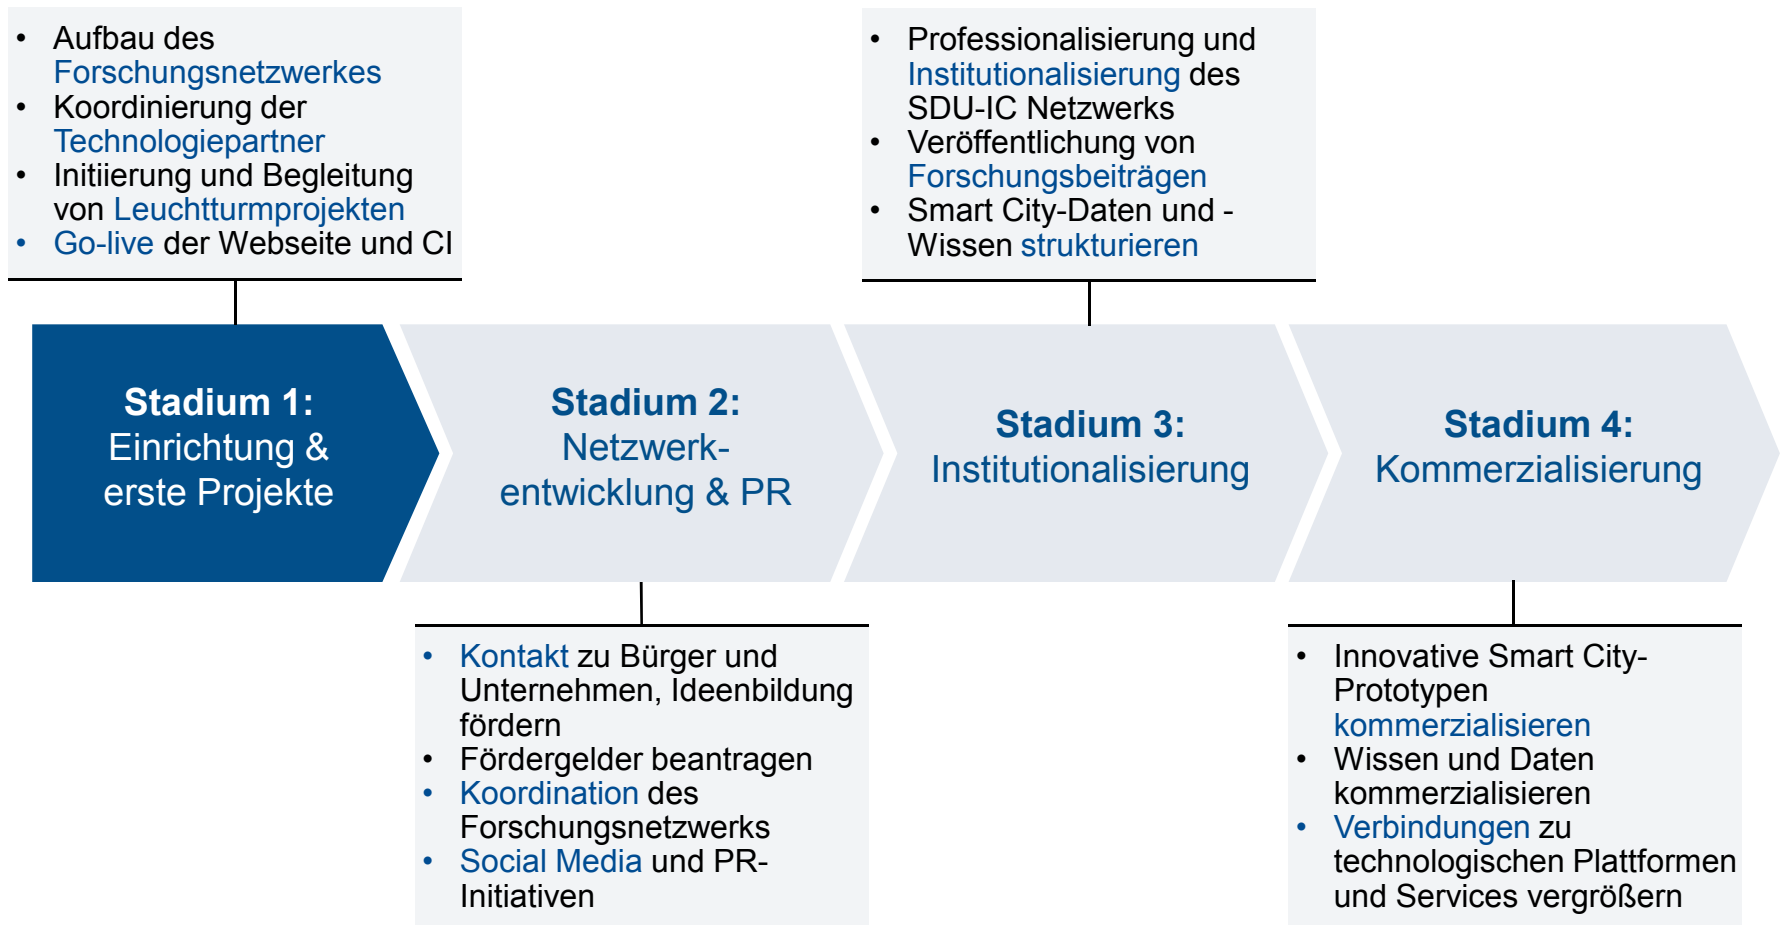 • Aufbau des
Forschungsnetzwerkes
• Koordinierung der
Technologiepartner
• Initiierung und Begleitung
von Leuchtturmprojekten
• Go-live der Webseite und CI
• Professionalisierung und
Institutionalisierung des
SDU-IC Netzwerks
• Veröffentlichung von
Forschungsbeiträgen
• Smart City-Daten und -
Wissen strukturieren
Stadium 1:
Einrichtung &
erste Projekte
Stadium 2:
Netzwerk-
entwicklung & PR
Stadium 3:
Institutionalisierung
Stadium 4:
Kommerzialisierung
• Kontakt zu Bürger und
Unternehmen, Ideenbildung
fördern
• Fördergelder beantragen
• Koordination des
Forschungsnetzwerks
• Social Media und PR-
Initiativen
• Innovative Smart City-
Prototypen
kommerzialisieren
• Wissen und Daten
kommerzialisieren
• Verbindungen zu
technologischen Plattformen
und Services vergrößern